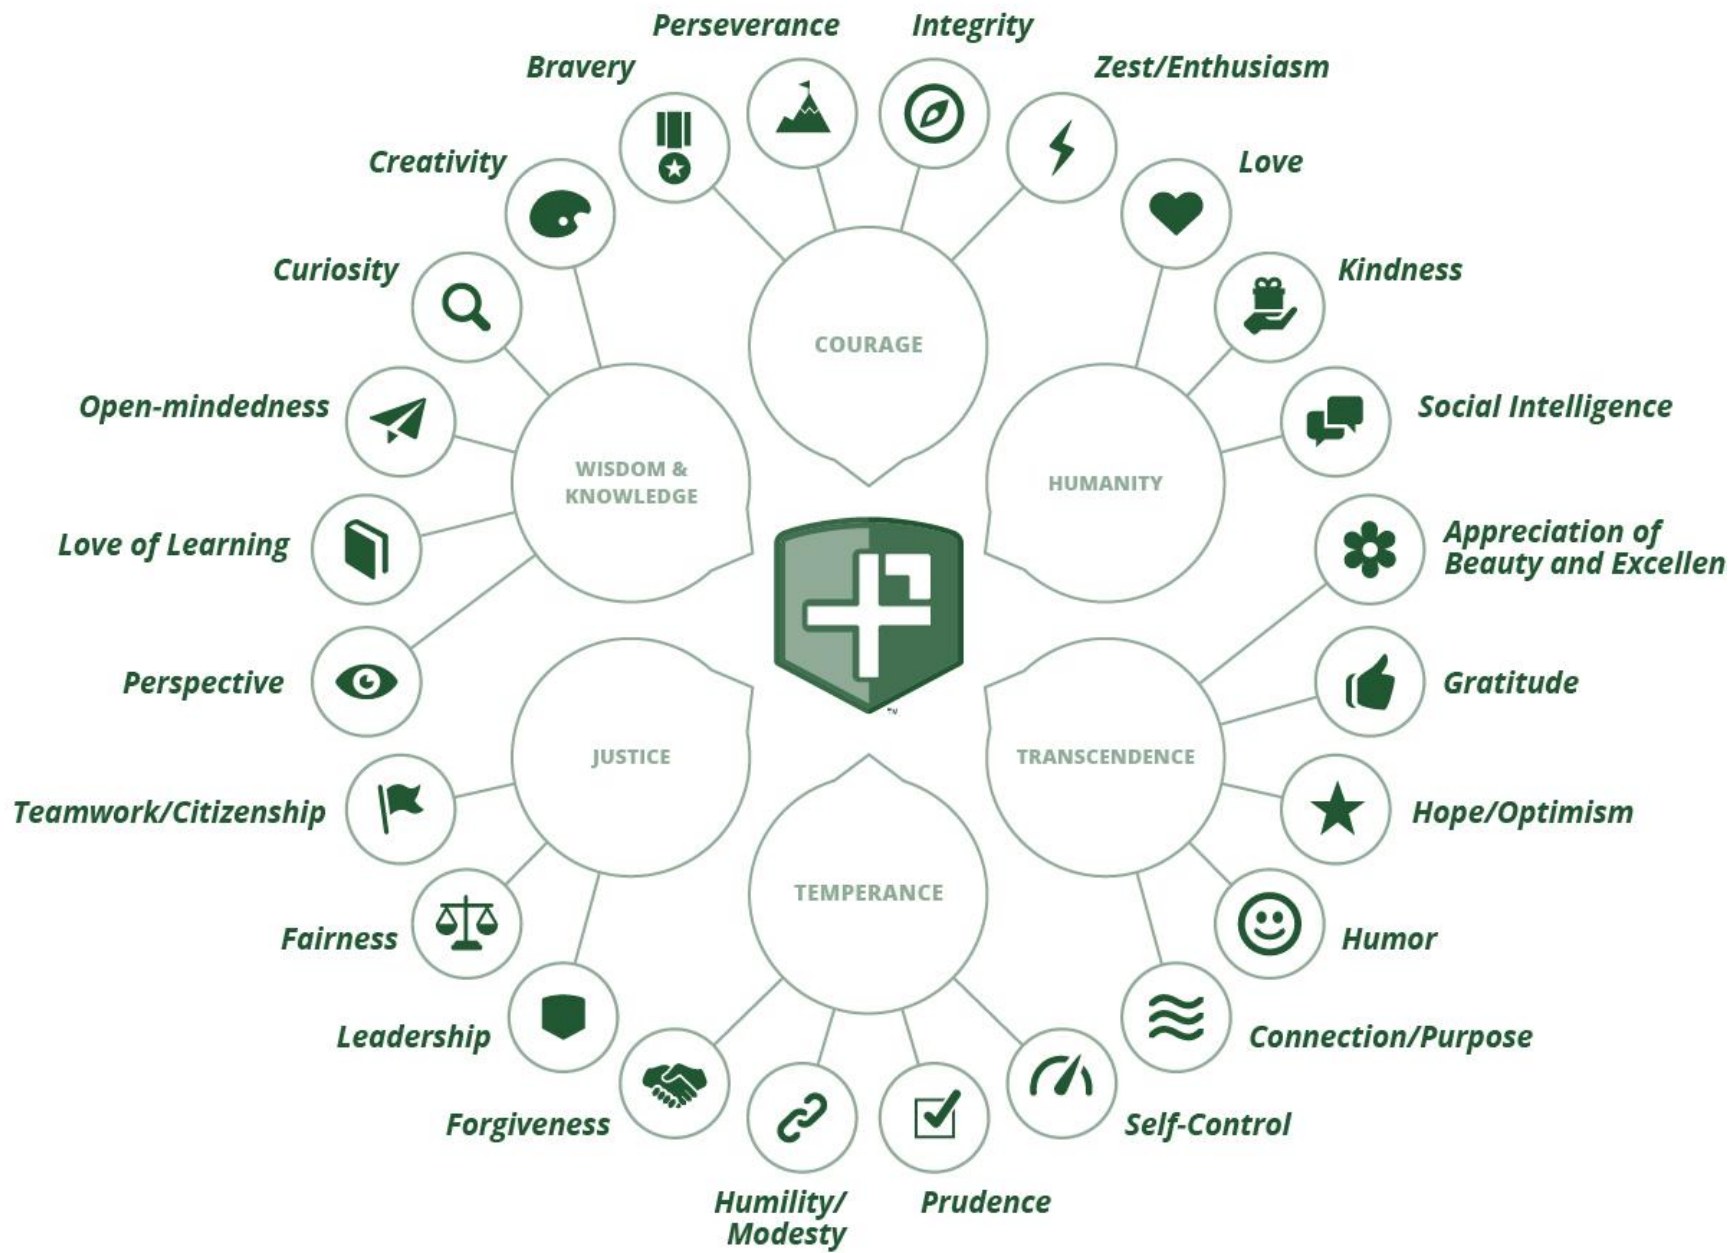 Perseverance
Integrity
Bravery
Zest/Enthusiasm
Creativity
Love
Curiosity
Kindness
COURAGE
Open-mindedness
Social Intelligence
WISDOM &
KNOWLEDGE
HUMANITY
Love of Learning
Appreciation of
Beauty and Excellen
Perspective
Gratitude
TM
JUSTICE
TRANSCENDENCE
Teamwork/Citizenship
Hope/Optimism
TEMPERANCE
Fairness
Humor
Leadership
Connection/Purpose
Forgiveness
Self-Control
Humility/
Modesty
Prudence